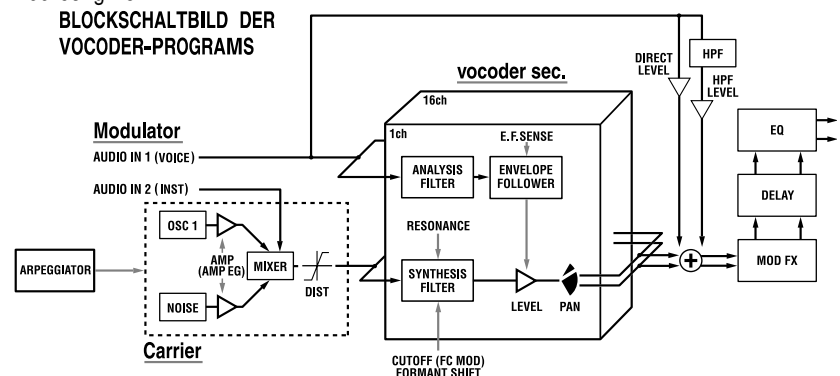 BLOCKSCHALTBILD DER
VOCODER-PROGRAMS
vocoder sec.
DIRECT
LEVEL
HPF
HPF
LEVEL
16ch
1ch
Modulator
AUDIO IN 1 (VOICE)
AUDIO IN 2 (INST)
E.F.SENSE
ANALYSIS
FILTER
ENVELOPE
FOLLOWER
EQ
DELAY
MOD FX
OSC 1
AMP
(AMP EG)
MIXER
DIST
NOISE
ARPEGGIATOR
Carrier
RESONANCE
SYNTHESIS
FILTER
LEVEL
PAN
+
CUTOFF (FC MOD)
FORMANT SHIFT